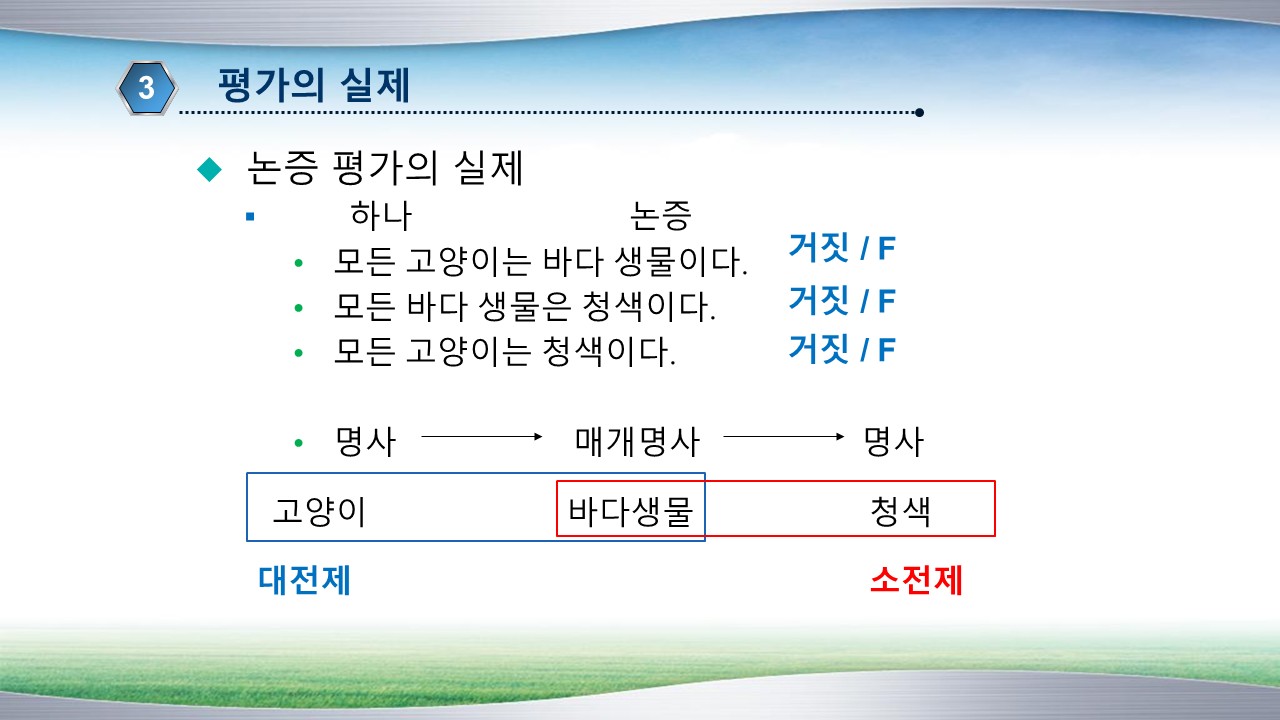 3 평가의 실제
논증 평가의 실제
하나 논증
모든 고양이는 바다 생물이다. 거짓 / F
모든 바다 생물은 청색이다. 거짓 / F
모든 고양이는 청색이다. 거짓 / F
명사 매개명사 명사
고양이 바다생물 청색
대전제 소전제